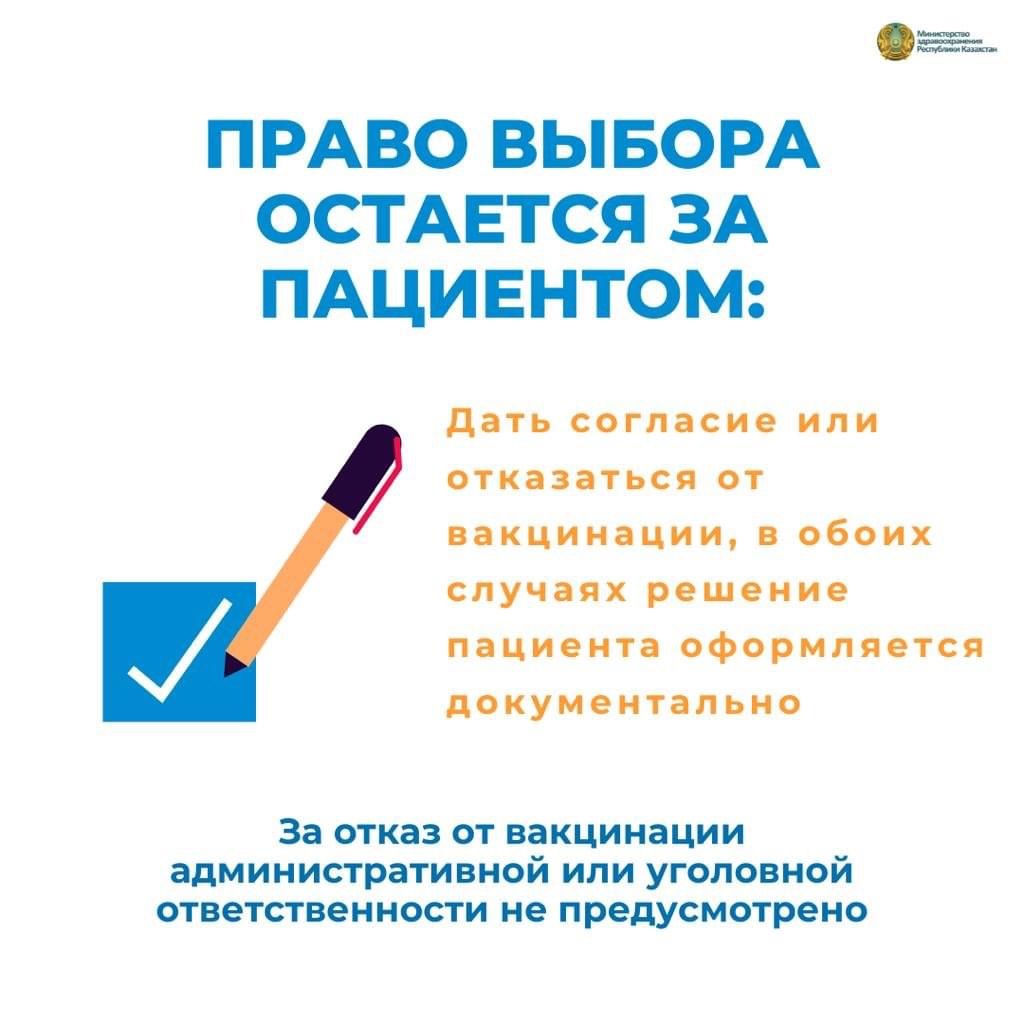 Министерство
здравоохранения
Республики Казахстан
ПРАВО ВЫБОРА
ОСТАЕТСЯ ЗА
ПАЦИЕНТОМ:
Дать согласие или
отказаться от
вакцинации, в обоих
случаях решение
пациента оформляется
документально
За отказ от вакцинации
административной или уголовной
ответственности не предусмотрено